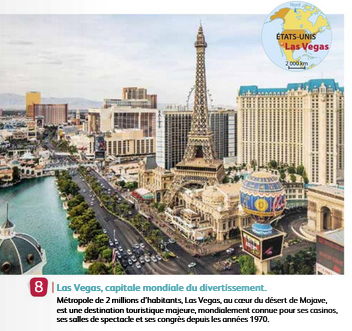 ÉTATS-UNIS
Las Vegas
2 000 km
8
Las Vegas, capitale mondiale du divertissement.
Métropole de 2 millions d'habitants, Las Vegas, au cœur du désert de Mojave,
est une destination touristique majeure, mondialement connue pour ses casinos,
ses salles de spectacle et ses congrès depuis les années 1970.